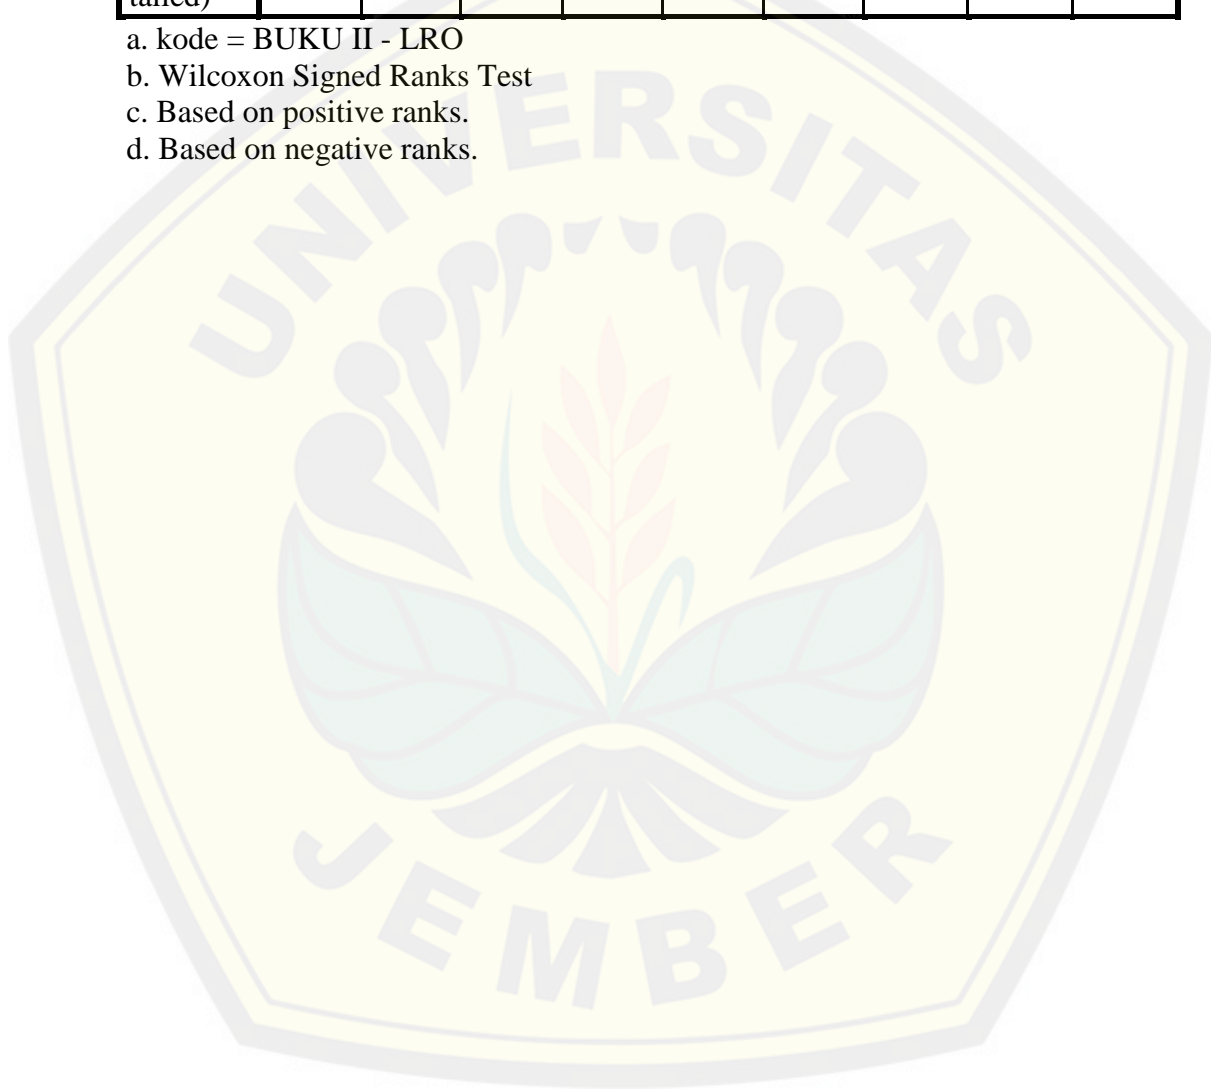 tailed)
a. kode = BUKU II - LRO
b. Wilcoxon Signed Ranks Test
c. Based on positive ranks.
d. Based on negative ranks.
UNIVERSITAS
JEMBER